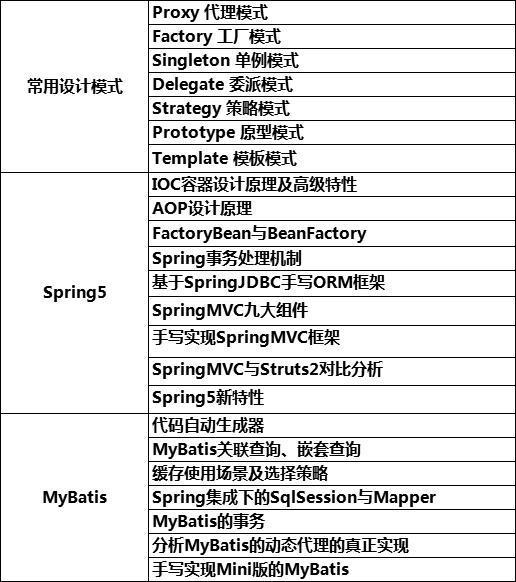 常用设计模式
Proxy 代理模式
Factory 工厂模式
Singleton 单例模式
Delegate 委派模式
Strategy 策略模式
Prototype 原型模式
Template 模板模式
Spring5
IOC容器设计原理及高级特性
AOP设计原理
FactoryBean与BeanFactory
Spring事务处理机制
基于SpringJDBC手写ORM框架
SpringMVC九大组件
手写实现SpringMVC框架
SpringMVC与Struts2对比分析
Spring5新特性
MyBatis
代码自动生成器
MyBatis关联查询、嵌套查询
缓存使用场景及选择策略
Spring集成下的SqlSession与Mapper
MyBatis的事务
分析MyBatis的动态代理的真正实现
手写实现Mini版的MyBatis